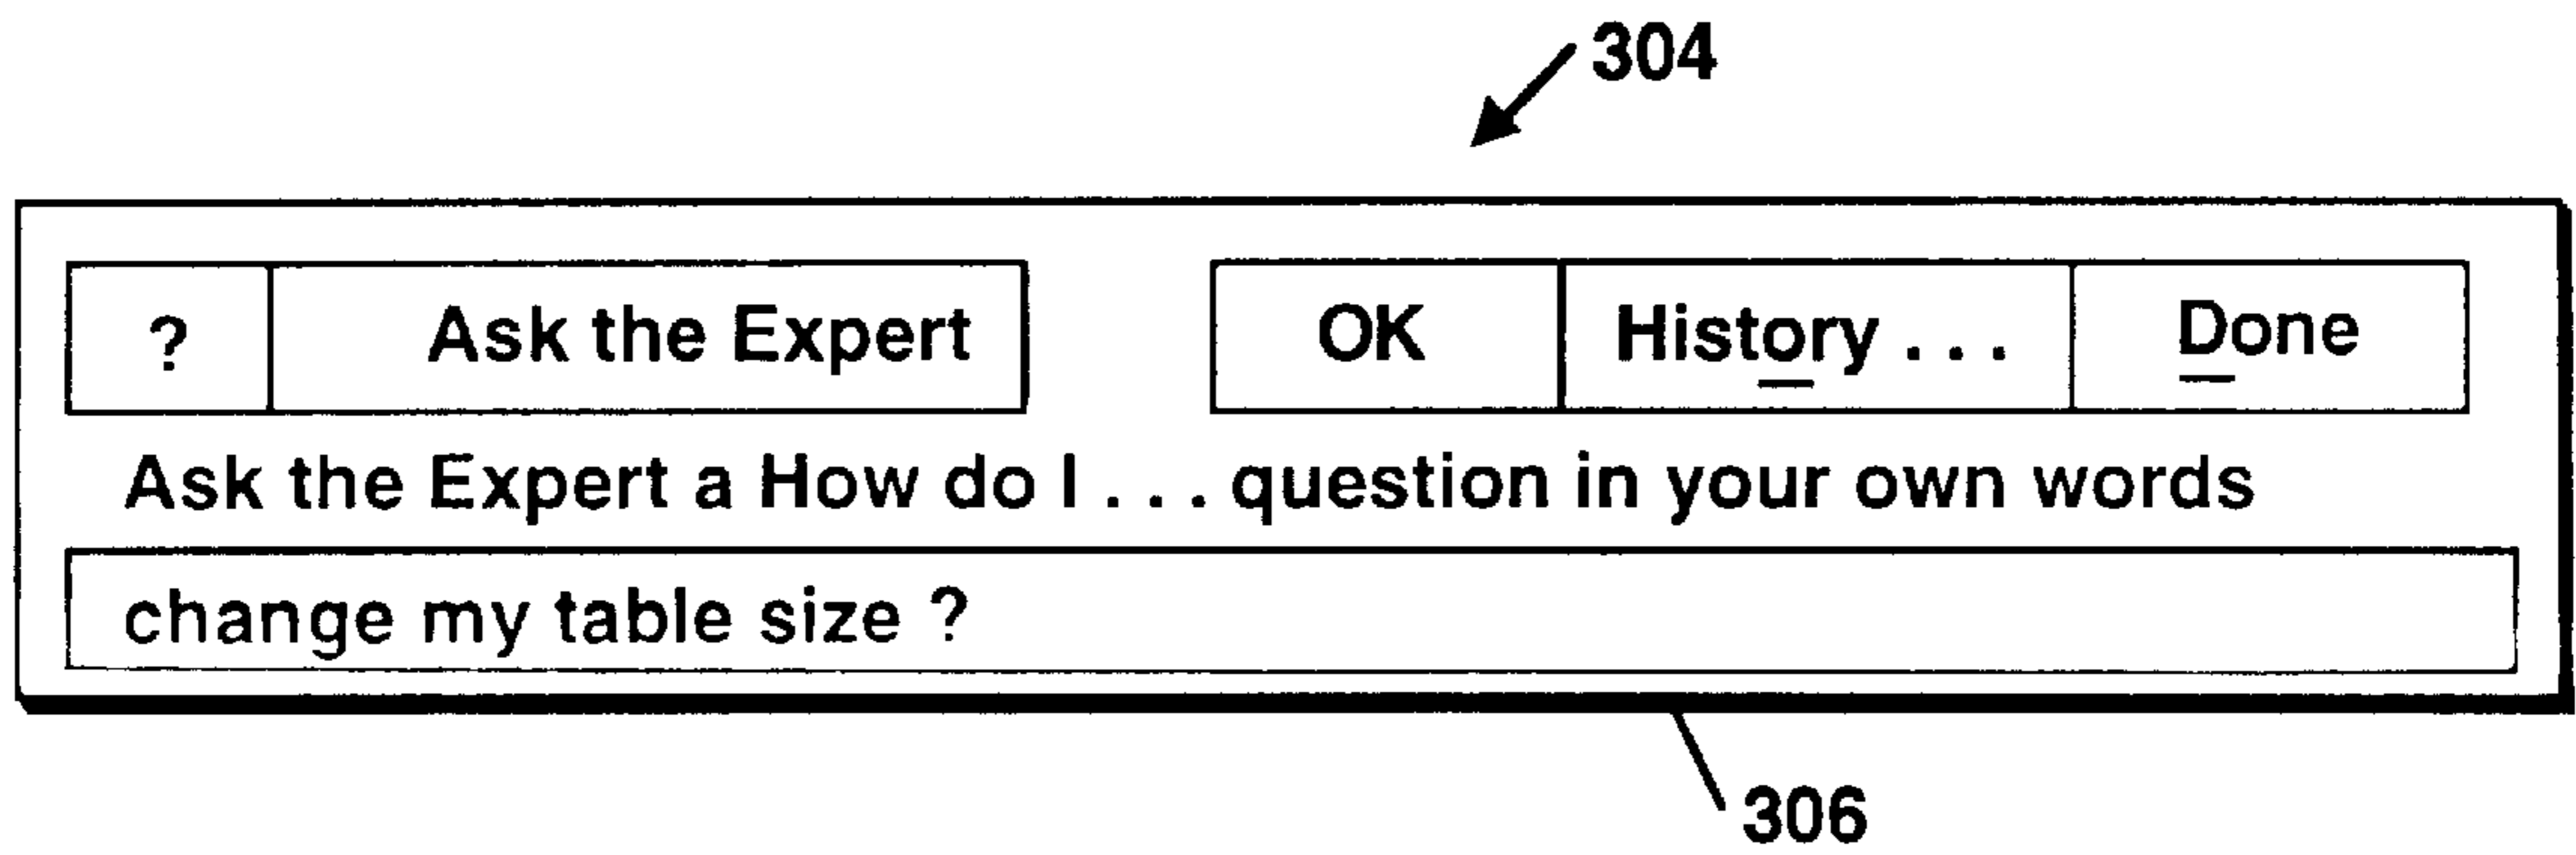 304
? Ask the Expert OK History . . . Done
Ask the Expert a How do I . . . question in your own words
change my table size ?
306